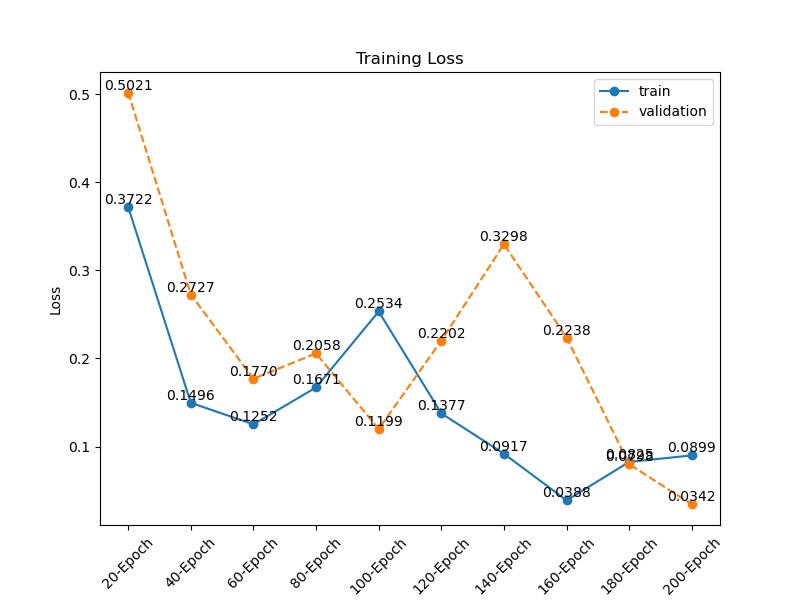 Training Loss
train
validation
Loss
0.5
0.4
0.3
0.2
0.1
0.5021
0.3722
0.2727
0.1496
0.1770
0.1252
0.2058
0.1671
0.2534
0.1199
0.2202
0.1377
0.3298
0.0917
0.2238
0.0388
0.0899
0.0342
20-Epoch
40-Epoch
60-Epoch
80-Epoch
100-Epoch
120-Epoch
140-Epoch
160-Epoch
180-Epoch
200-Epoch